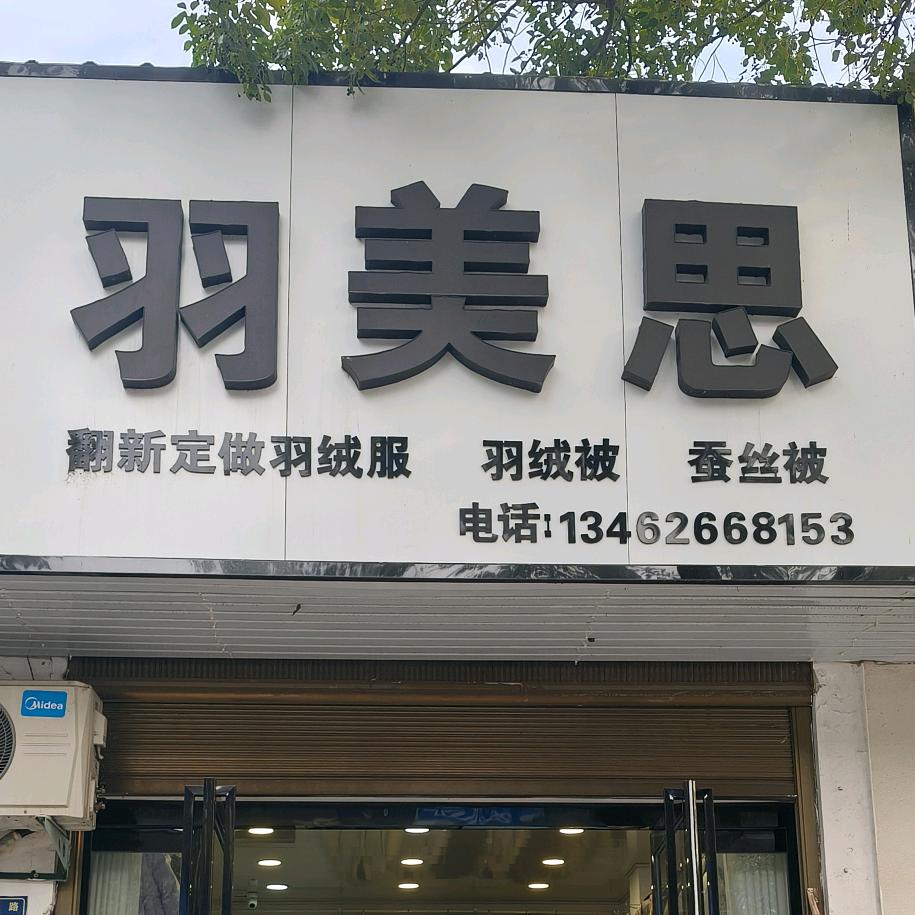 羽美思
翻新定做羽绒服 羽绒被 蚕丝被
电话:13462668153
Midea
路